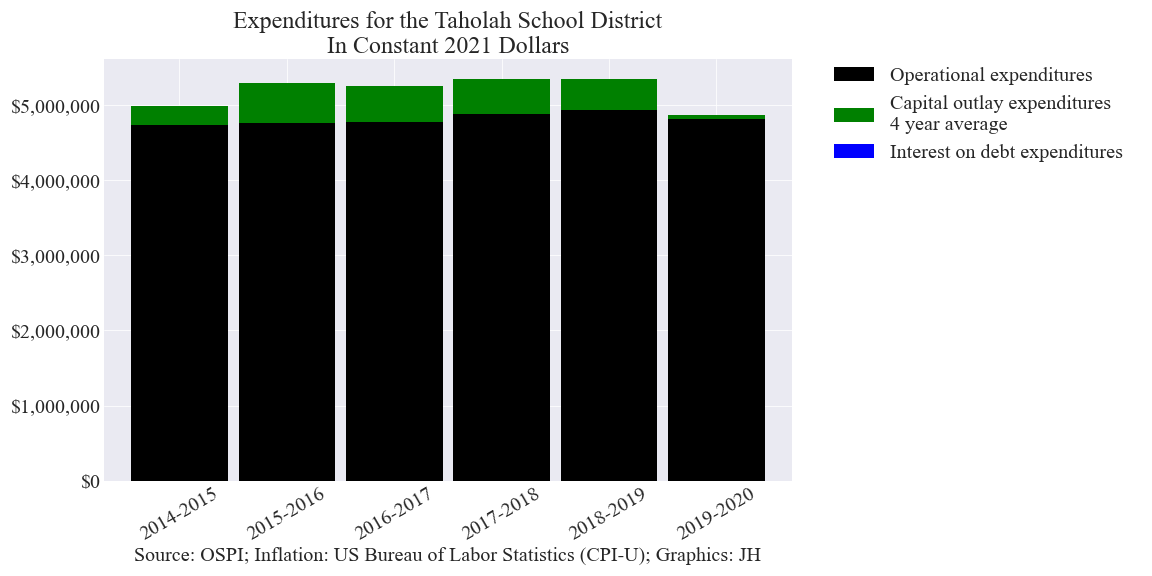 Expenditures for the Taholah School District
In Constant 2021 Dollars
Operational expenditures
Capital outlay expenditures
4 year average
Interest on debt expenditures
$5,000,000
$4,000,000
$3,000,000
$2,000,000
$1,000,000
$0
2014-2015
2015-2016
2016-2017
2017-2018
2018-2019
2019-2020
Source: OSPI; Inflation: US Bureau of Labor Statistics (CPI-U); Graphics: JH